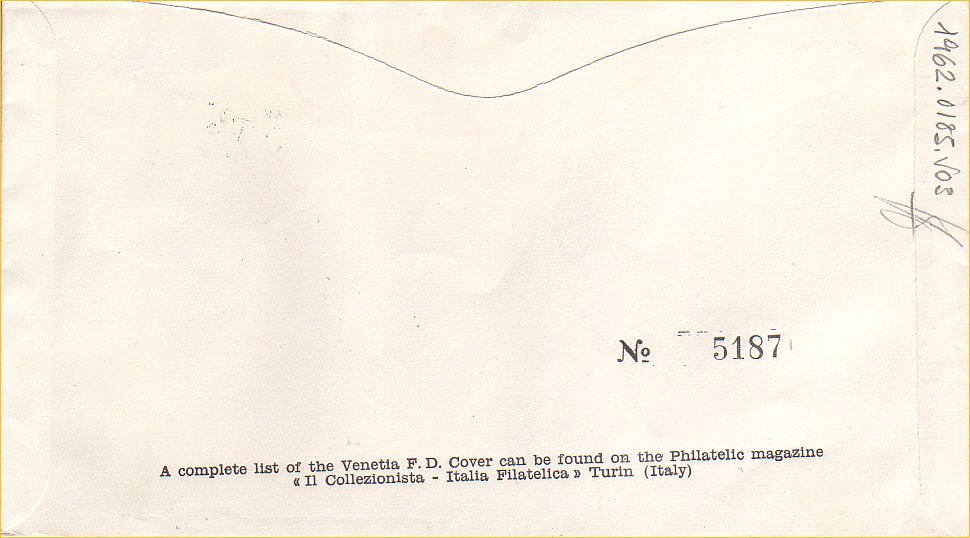 1962.0185.V03
Nº 5187
A complete list of the Venetia F. D. Cover can be found on the Philatelic magazine
« Il Collezionista - Italia Filatelica » Turin (Italy)